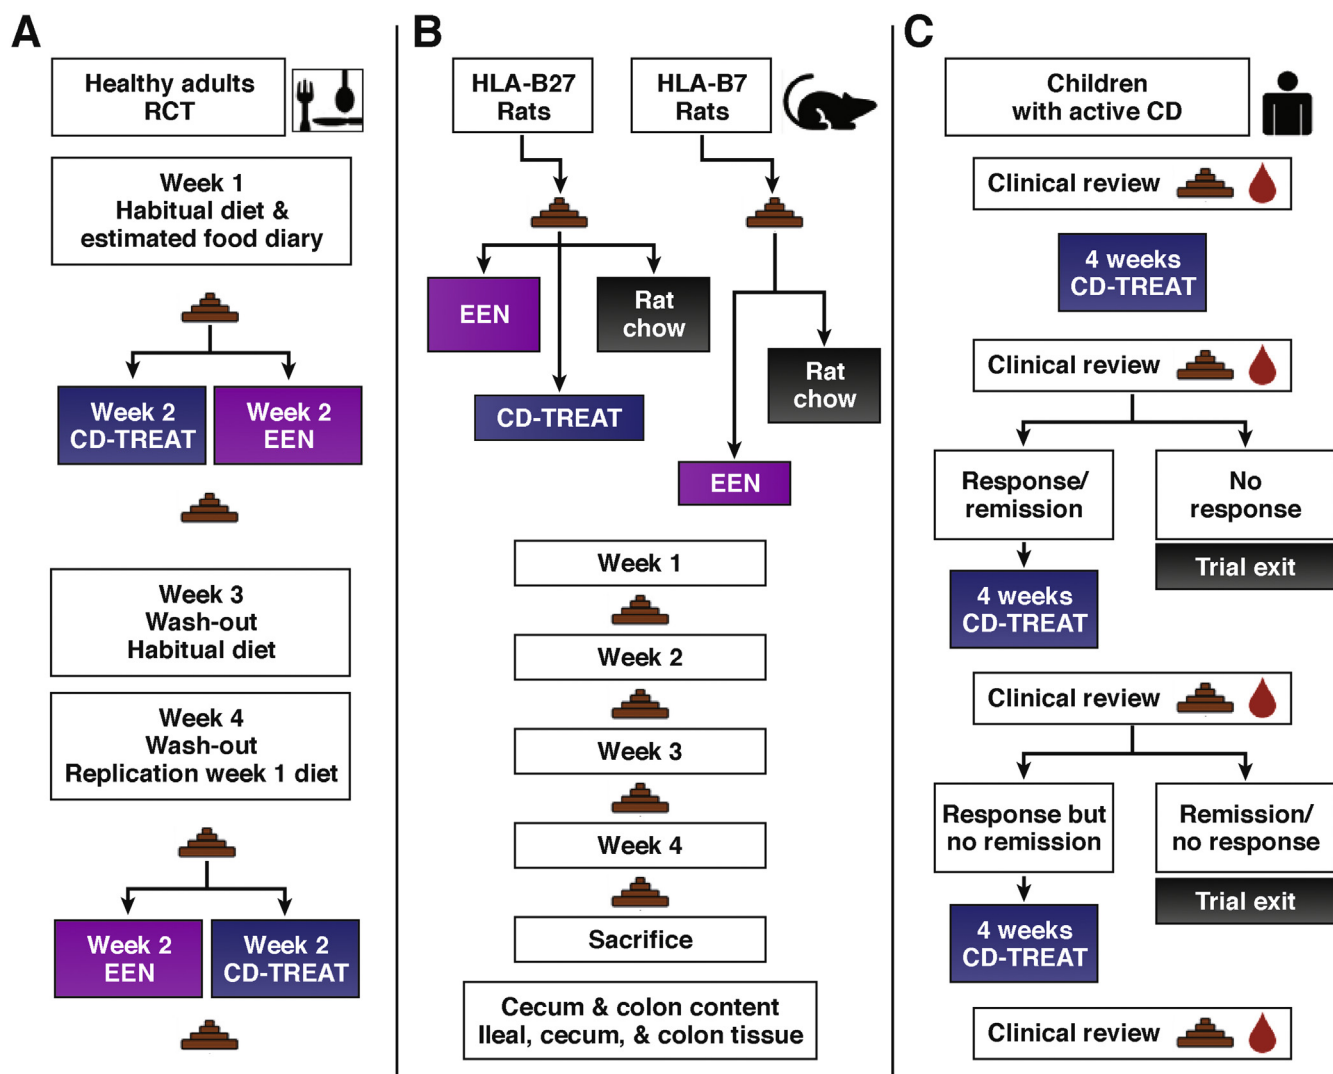 A
Healthy adults
RCT
Week 1
Habitual diet &
estimated food diary
Week 2
CD-TREAT
Week 2
EEN
Week 3
Wash-out
Habitual diet
Week 4
Wash-out
Replication week 1 diet
Week 2
EEN
Week 2
CD-TREAT
B
HLA-B27
Rats
HLA-B7
Rats
EEN
Rat
chow
Rat
chow
CD-TREAT
EEN
Week 1
Week 2
Week 3
Week 4
Sacrifice
Cecum & colon content
Ileal, cecum, & colon tissue
C
Children
with active CD
Clinical review
4 weeks
CD-TREAT
Clinical review
Response/
remission
No
response
Trial exit
4 weeks
CD-TREAT
Clinical review
Response but
no remission
Remission/
no response
Trial exit
4 weeks
CD-TREAT
Clinical review